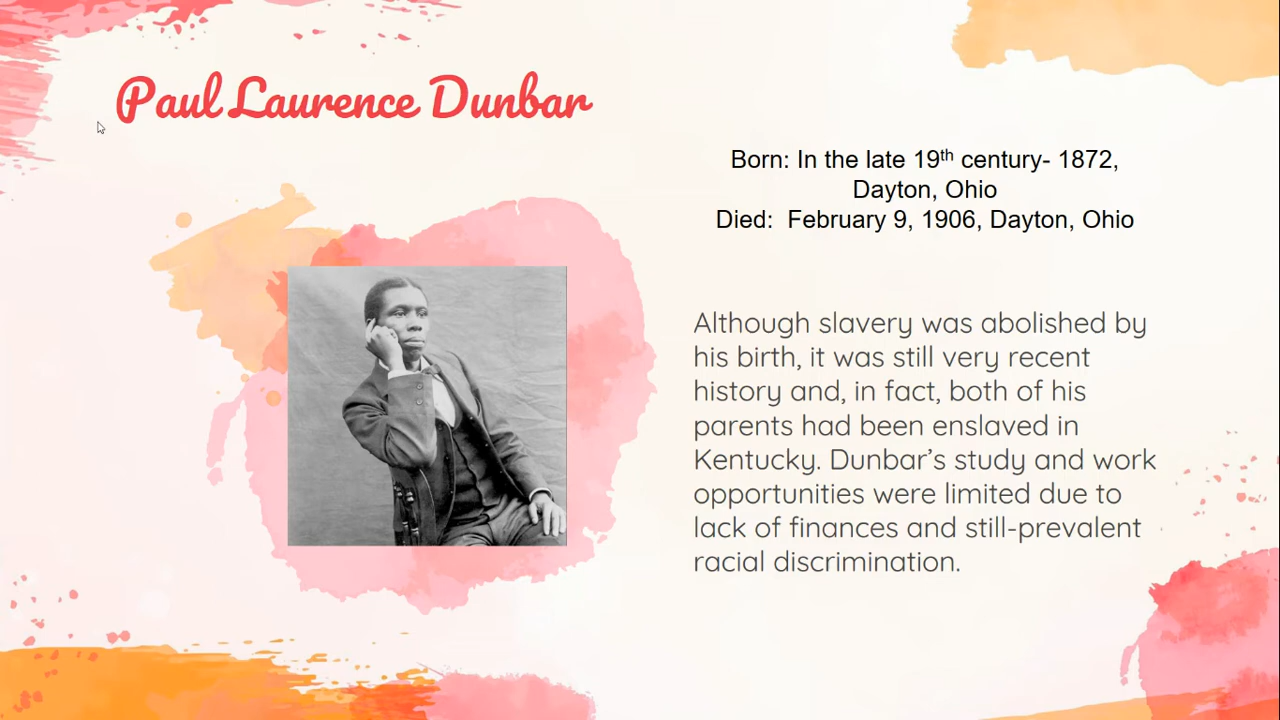 Paul Laurence Dunbar
Born: In the late 19th century- 1872,
Dayton, Ohio
Died:  February 9, 1906, Dayton, Ohio
Although slavery was abolished by
his birth, it was still very recent
history and, in fact, both of his
parents had been enslaved in
Kentucky. Dunbar’s study and work
opportunities were limited due to
lack of finances and still-prevalent
racial discrimination.